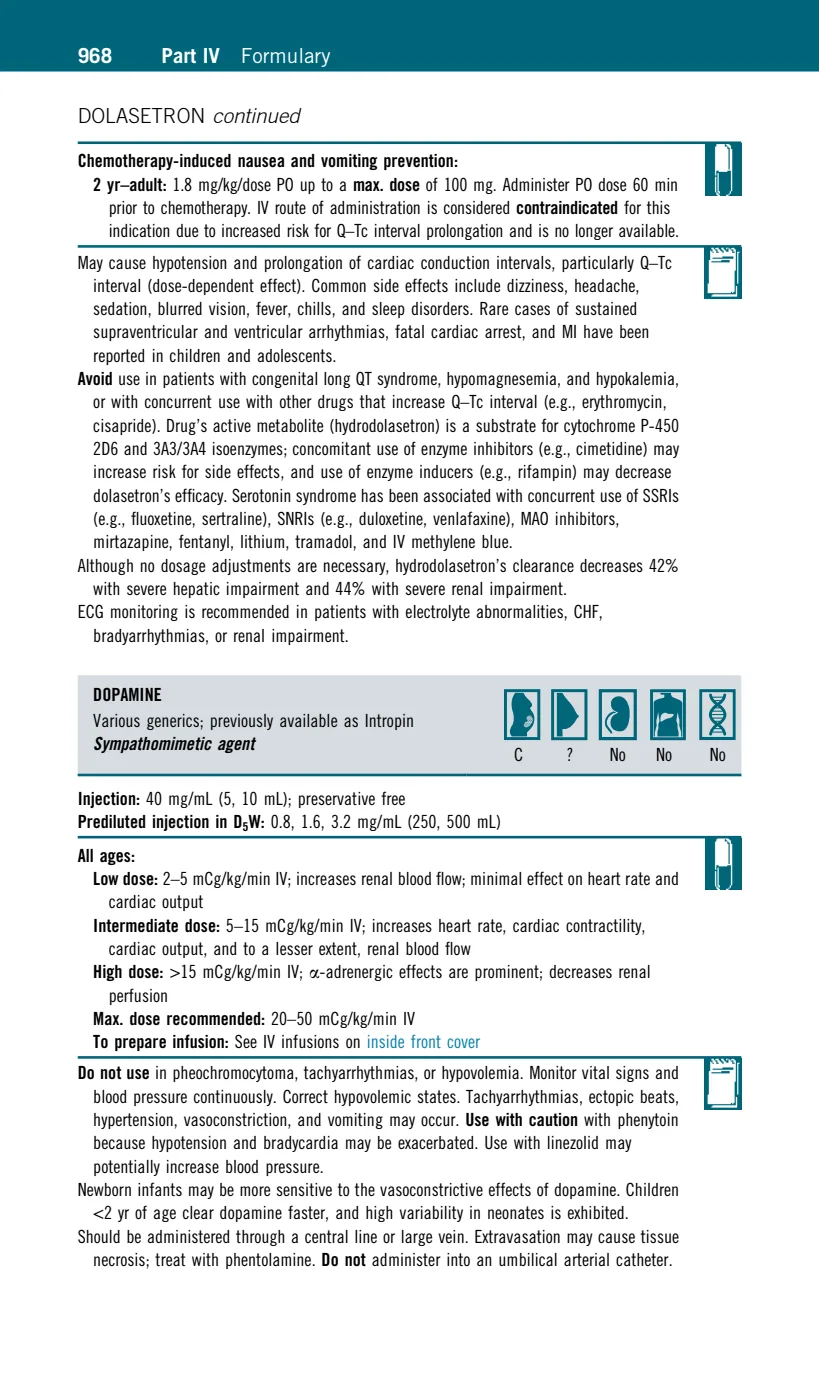 968 Part IV Formulary
DOLASETRON continued
Chemotherapy-induced nausea and vomiting prevention:
2 yr–adult: 1.8 mg/kg/dose PO up to a max. dose of 100 mg. Administer PO dose 60 min
prior to chemotherapy. IV route of administration is considered contraindicated for this
indication due to increased risk for Q–Tc interval prolongation and is no longer available.
May cause hypotension and prolongation of cardiac conduction intervals, particularly Q–Tc
interval (dose-dependent effect). Common side effects include dizziness, headache,
sedation, blurred vision, fever, chills, and sleep disorders. Rare cases of sustained
supraventricular and ventricular arrhythmias, fatal cardiac arrest, and MI have been
reported in children and adolescents.
Avoid use in patients with congenital long QT syndrome, hypomagnesemia, and hypokalemia,
or with concurrent use with other drugs that increase Q–Tc interval (e.g., erythromycin,
cisapride). Drug's active metabolite (hydrodolasetron) is a substrate for cytochrome P-450
2D6 and 3A3/3A4 isoenzymes; concomitant use of enzyme inhibitors (e.g., cimetidine) may
increase risk for side effects, and use of enzyme inducers (e.g., rifampin) may decrease
dolasetron's efficacy. Serotonin syndrome has been associated with concurrent use of SSRIs
(e.g., fluoxetine, sertraline), SNRIs (e.g., duloxetine, venlafaxine), MAO inhibitors,
mirtazapine, fentanyl, lithium, tramadol, and IV methylene blue.
Although no dosage adjustments are necessary, hydrodolasetron's clearance decreases 42%
with severe hepatic impairment and 44% with severe renal impairment.
ECG monitoring is recommended in patients with electrolyte abnormalities, CHF,
bradyarrhythmias, or renal impairment.
DOPAMINE
Various generics; previously available as Intropin
Sympathomimetic agent
C ? No No No
Injection: 40 mg/mL (5, 10 mL); preservative free
Prediluted injection in D₅W: 0.8, 1.6, 3.2 mg/mL (250, 500 mL)
All ages:
Low dose: 2–5 mCg/kg/min IV; increases renal blood flow; minimal effect on heart rate and
cardiac output
Intermediate dose: 5–15 mCg/kg/min IV; increases heart rate, cardiac contractility,
cardiac output, and to a lesser extent, renal blood flow
High dose: >15 mCg/kg/min IV; α-adrenergic effects are prominent; decreases renal
perfusion
Max. dose recommended: 20–50 mCg/kg/min IV
To prepare infusion: See IV infusions on inside front cover
Do not use in pheochromocytoma, tachyarrhythmias, or hypovolemia. Monitor vital signs and
blood pressure continuously. Correct hypovolemic states. Tachyarrhythmias, ectopic beats,
hypertension, vasoconstriction, and vomiting may occur. Use with caution with phenytoin
because hypotension and bradycardia may be exacerbated. Use with linezolid may
potentially increase blood pressure.
Newborn infants may be more sensitive to the vasoconstrictive effects of dopamine. Children
<2 yr of age clear dopamine faster, and high variability in neonates is exhibited.
Should be administered through a central line or large vein. Extravasation may cause tissue
necrosis; treat with phentolamine. Do not administer into an umbilical arterial catheter.